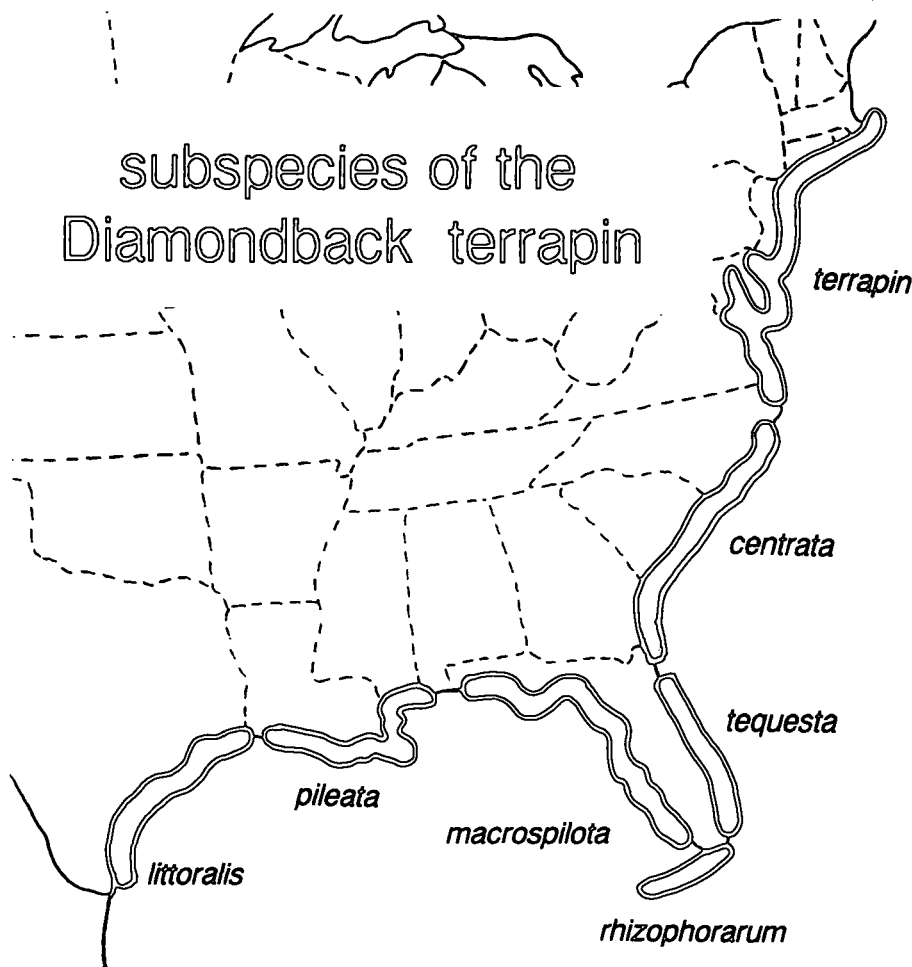 subspecies of the
Diamondback terrapin
terrapin
centrata
tequesta
pileata
macrospilota
littoralis
rhizophorarum